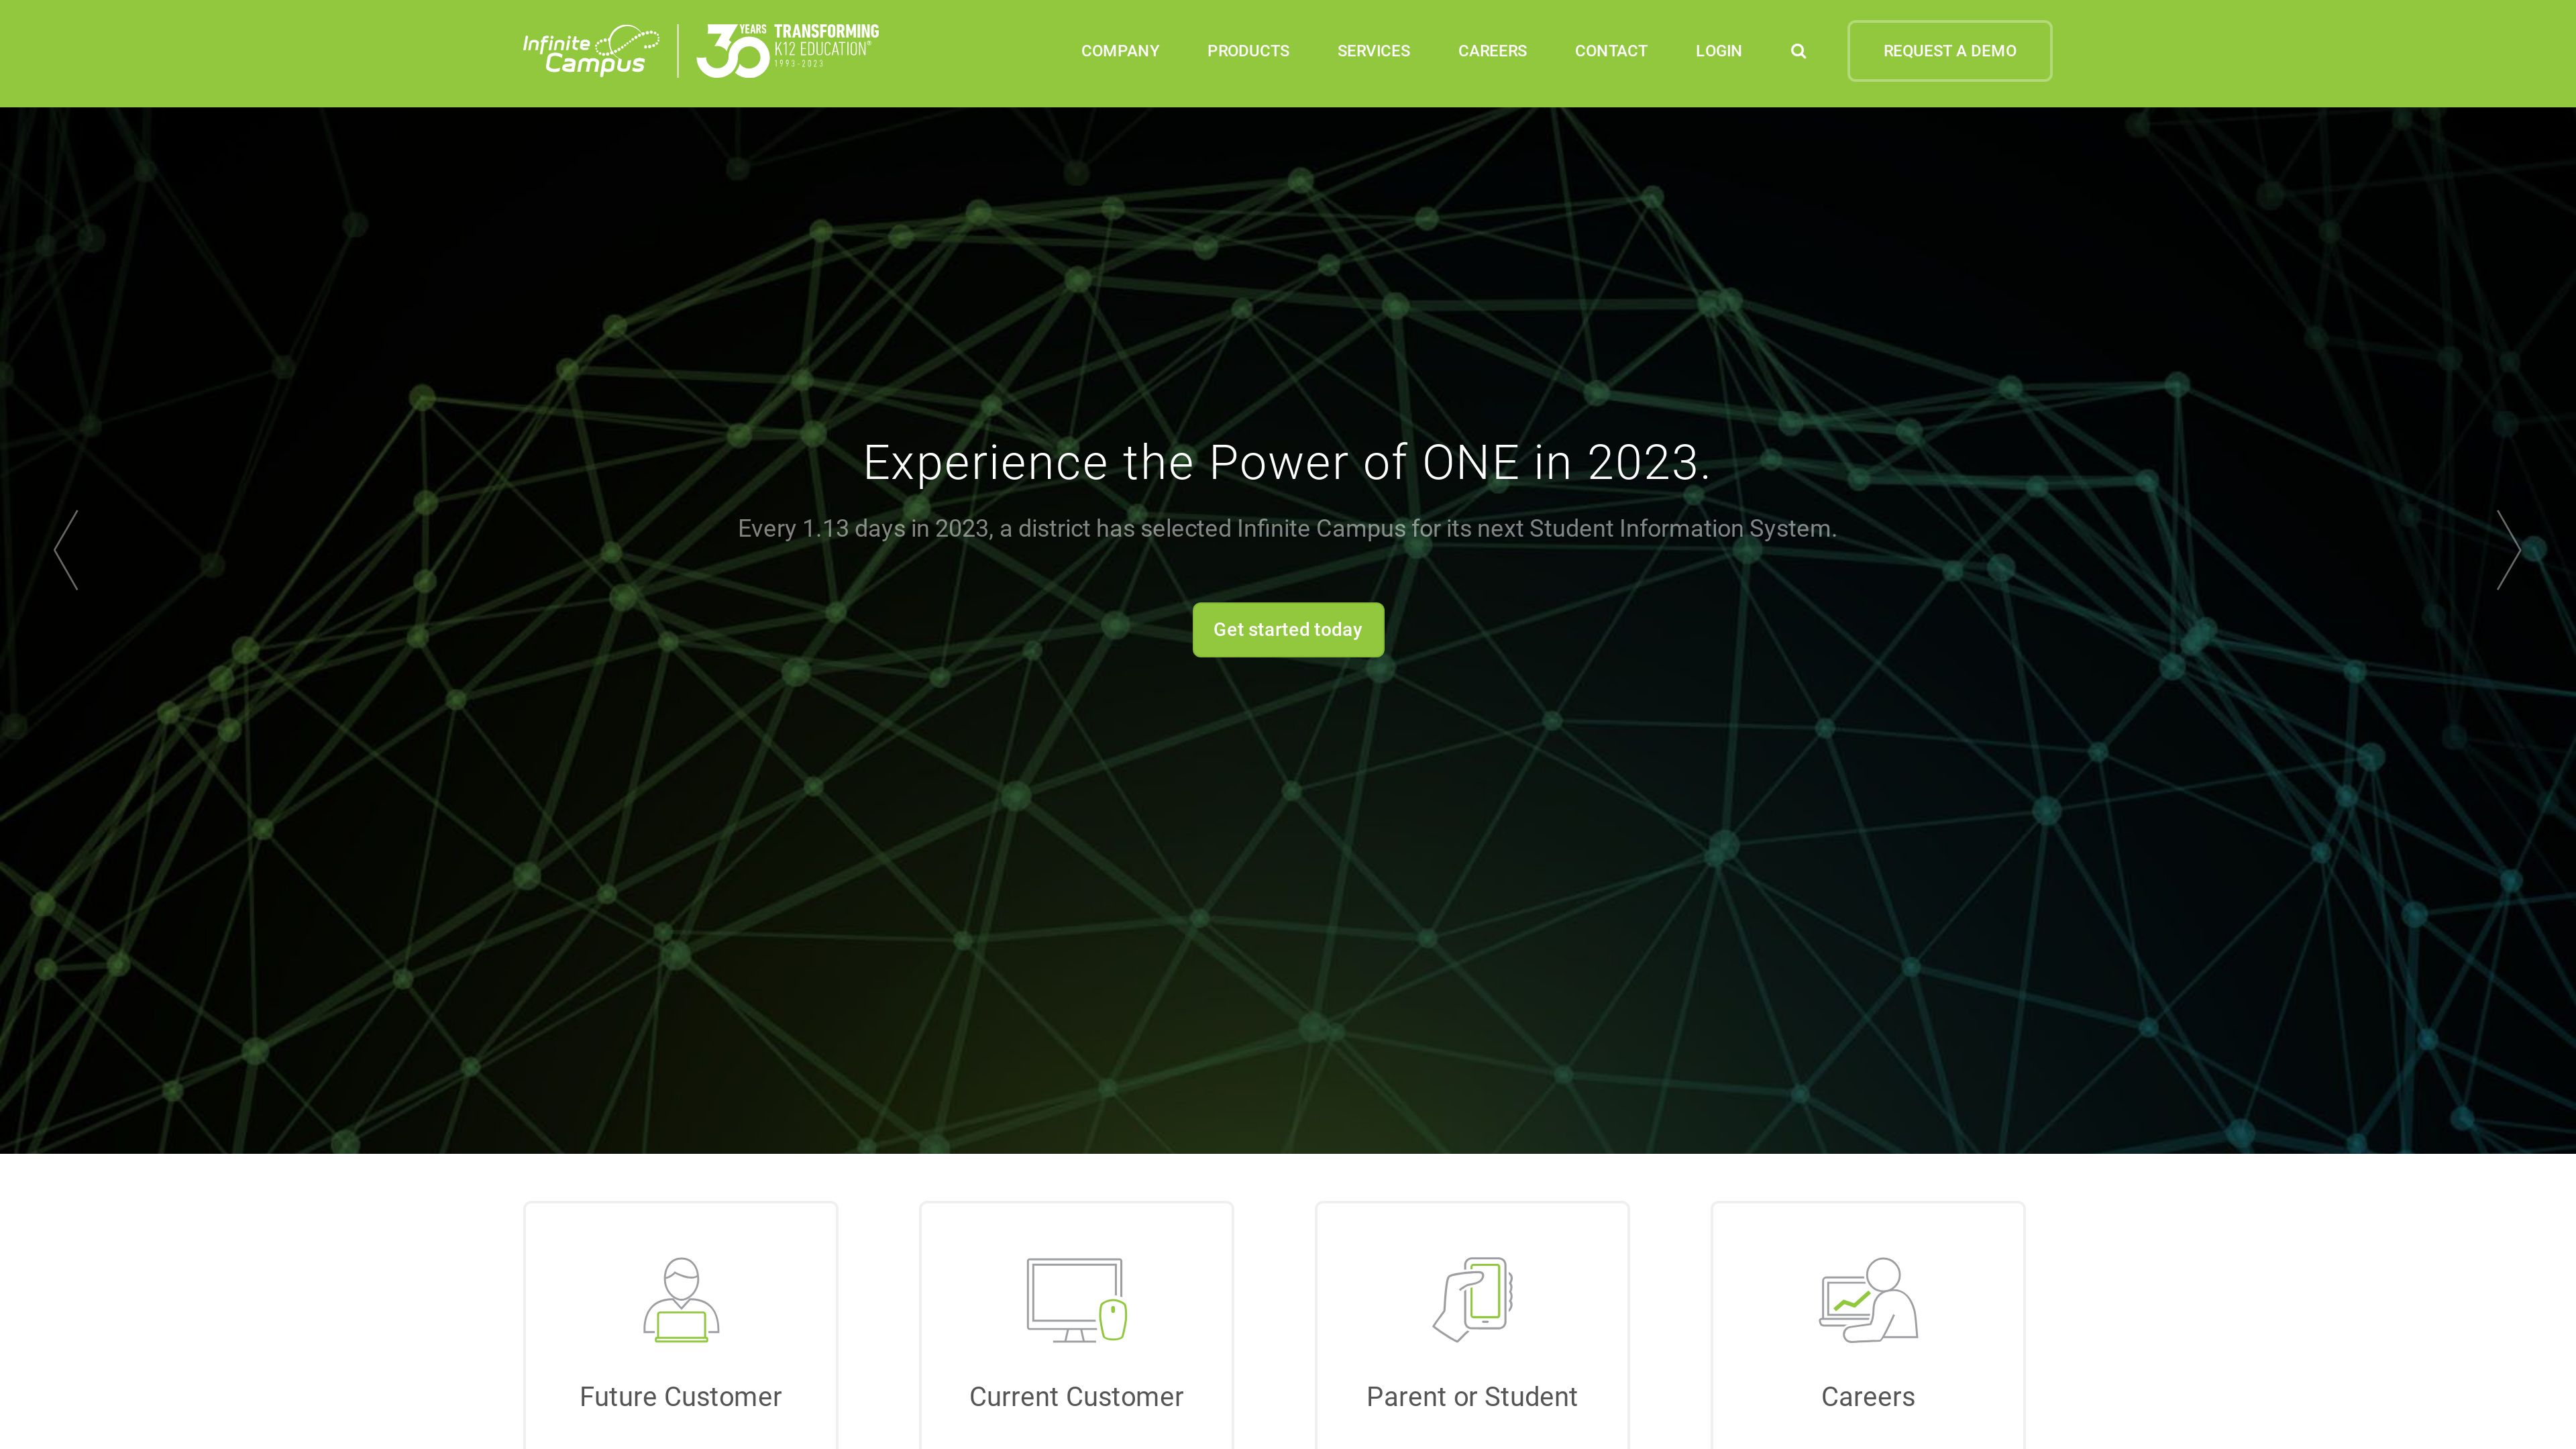 Infinite Campus
30 YEARS TRANSFORMING
K12 EDUCATION®
1993-2023
COMPANY
PRODUCTS
SERVICES
CAREERS
CONTACT
LOGIN
REQUEST A DEMO
Experience the Power of ONE in 2023.
Every 1.13 days in 2023, a district has selected Infinite Campus for its next Student Information System.
Get started today
Future Customer
Current Customer
Parent or Student
Careers